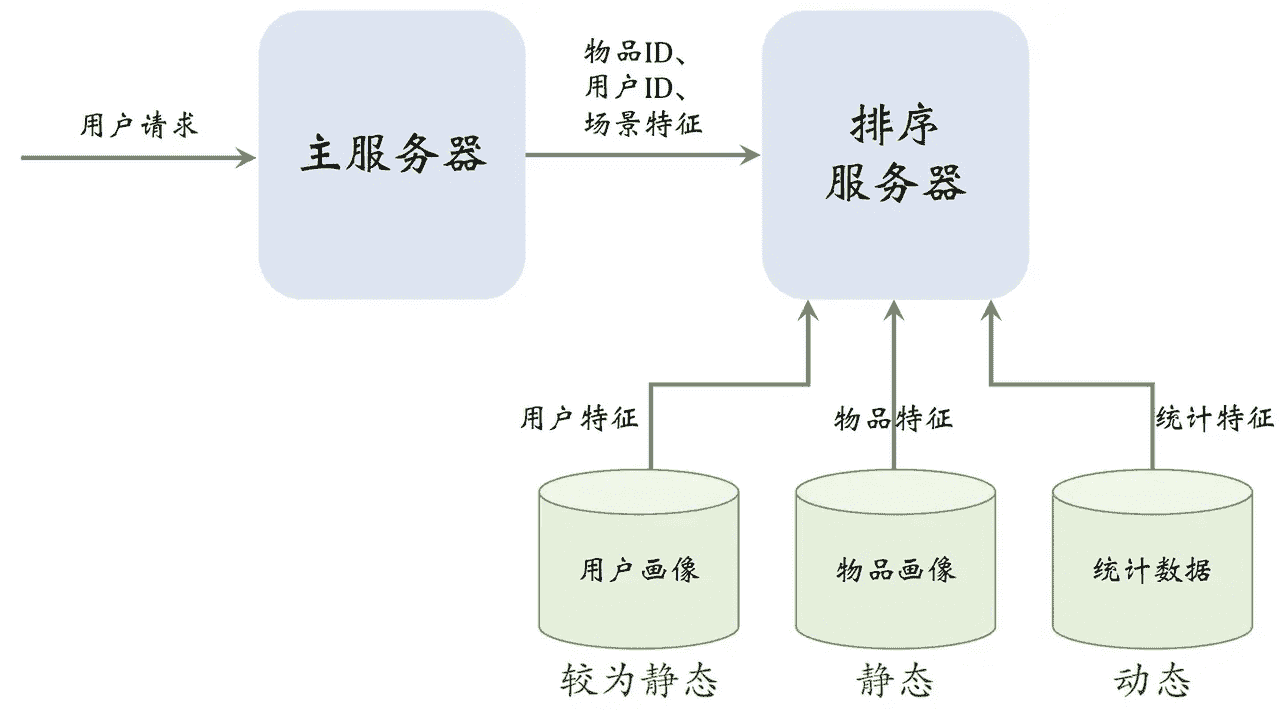 用户请求
主服务器
物品ID、
用户ID、
场景特征
排序
服务器
用户特征
物品特征
统计特征
用户画像
物品画像
统计数据
较为静态
静态
动态